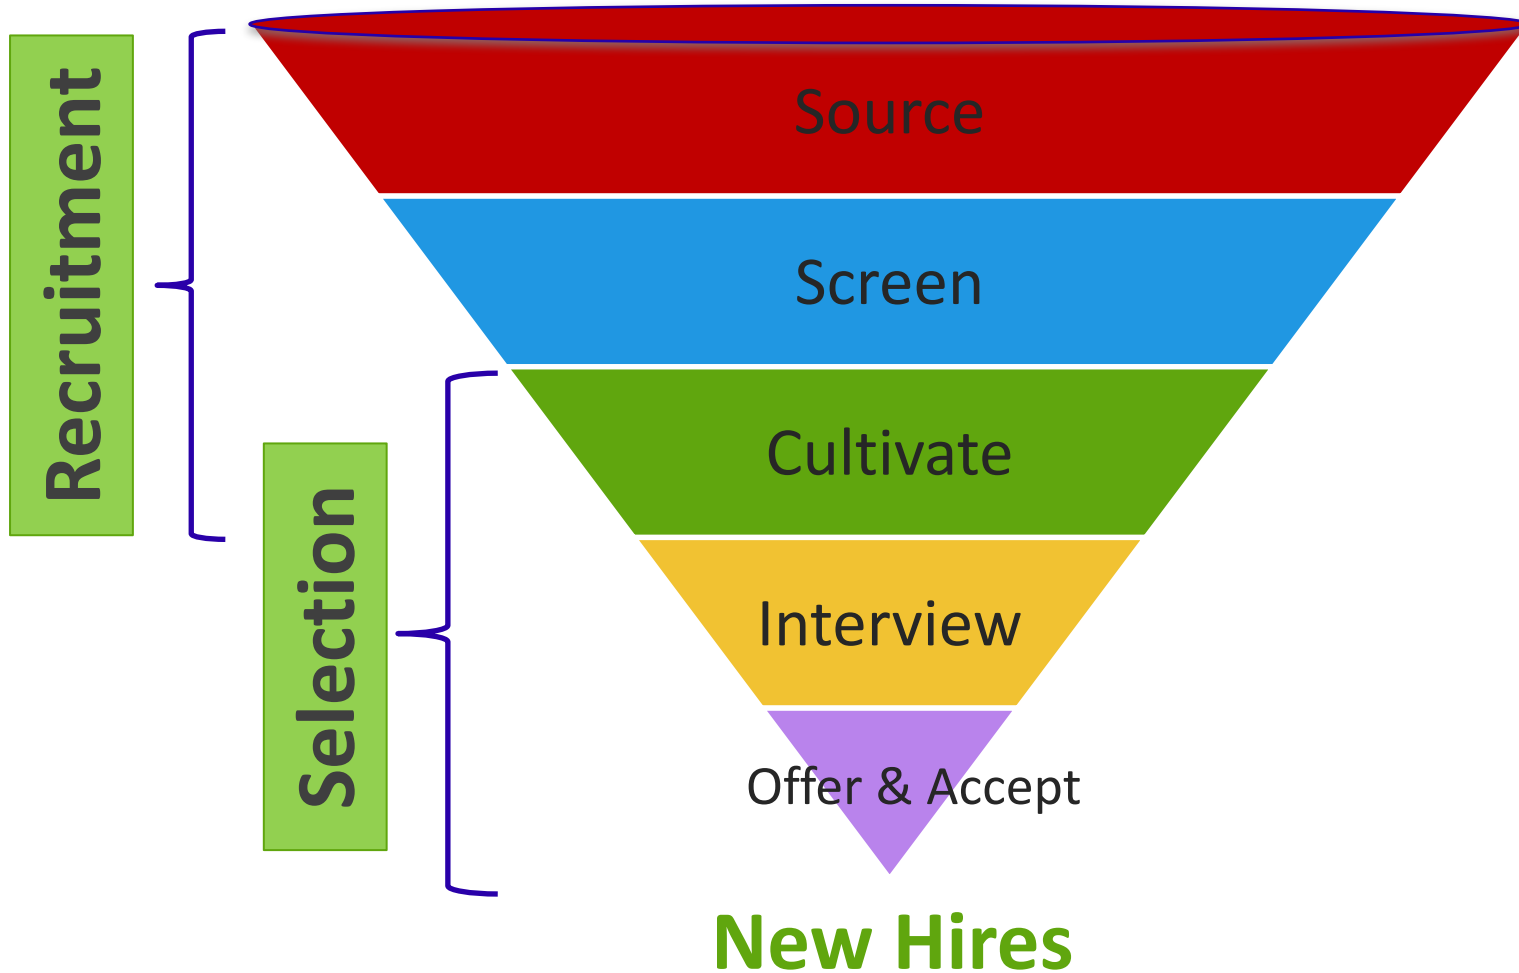 Recruitment
Selection
Source
Screen
Cultivate
Interview
Offer & Accept
New Hires